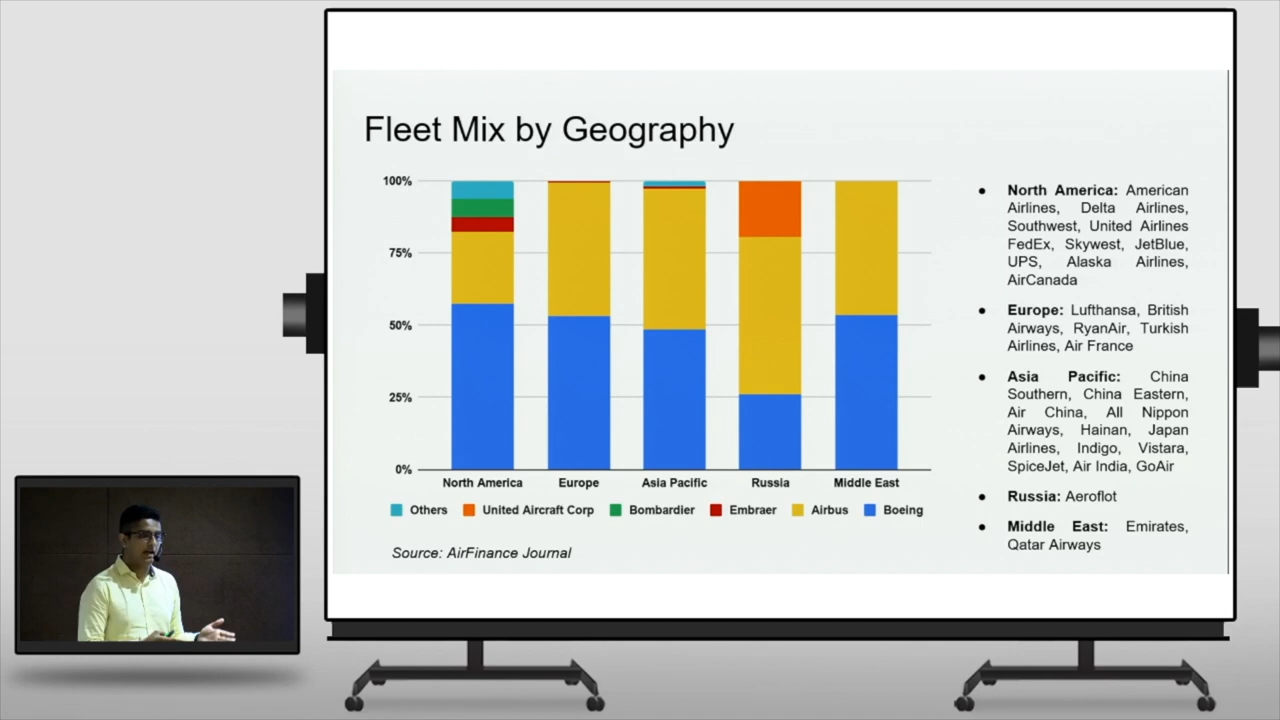 Fleet Mix by Geography
100%
75%
50%
25%
0%
North America
Europe
Asia Pacific
Russia
Middle East
Others
United Aircraft Corp
Bombardier
Embraer
Airbus
Boeing
Source: AirFinance Journal
● North America: American
Airlines, Delta Airlines,
Southwest, United Airlines
FedEx, Skywest, JetBlue,
UPS, Alaska Airlines,
AirCanada
● Europe: Lufthansa, British
Airways, RyanAir, Turkish
Airlines, Air France
● Asia Pacific: China
Southern, China Eastern,
Air China, All Nippon
Airways, Hainan, Japan
Airlines, Indigo, Vistara,
SpiceJet, Air India, GoAir
● Russia: Aeroflot
● Middle East: Emirates,
Qatar Airways